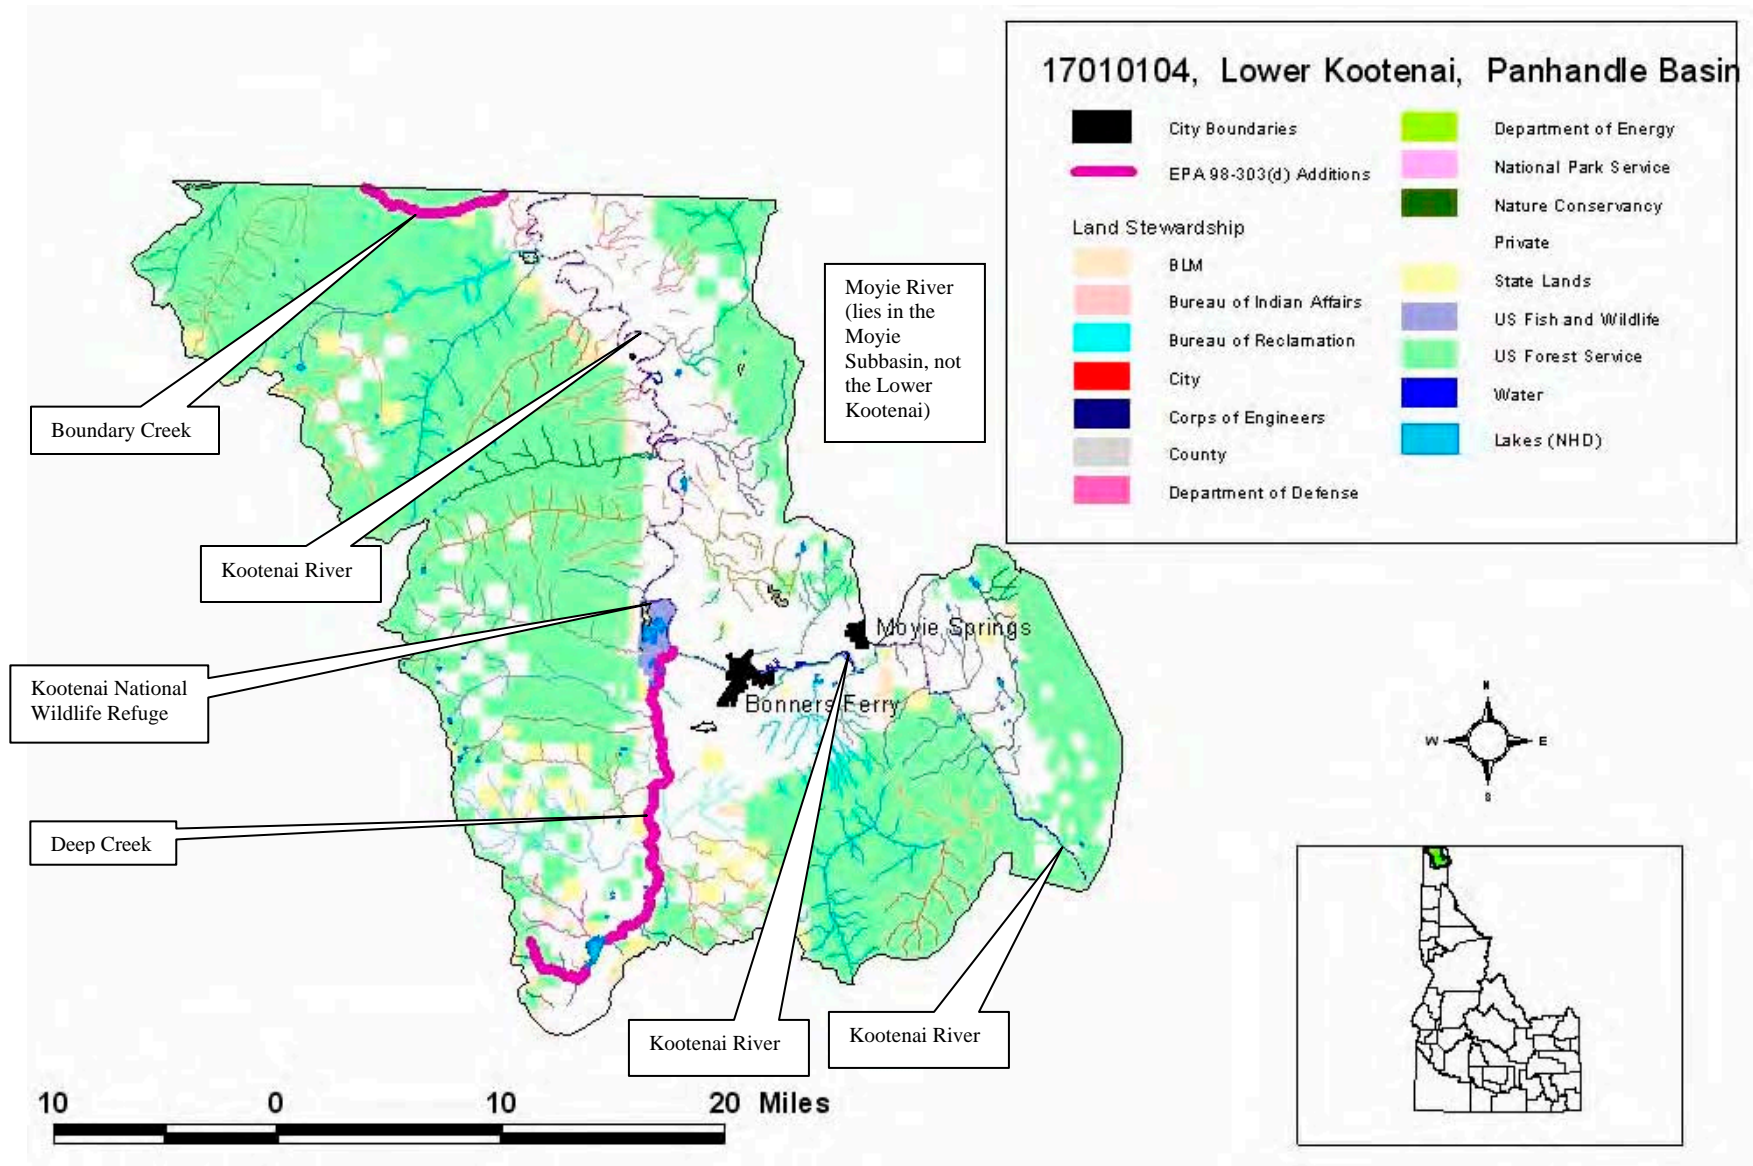 17010104, Lower Kootenai, Panhandle Basin
City Boundaries
EPA 98-303(d) Additions
Land Stewardship
BLM
Bureau of Indian Affairs
Bureau of Reclamation
City
Corps of Engineers
County
Department of Defense
Department of Energy
National Park Service
Nature Conservancy
Private
State Lands
US Fish and Wildlife
US Forest Service
Water
Lakes (NHD)
Moyie River
(lies in the
Moyie
Subbasin, not
the Lower
Kootenai)
Boundary Creek
Kootenai River
Moyie Springs
Kootenai National
Wildlife Refuge
Bonners Ferry
Deep Creek
Kootenai River
Kootenai River
N
W
E
S
10 0 10 20 Miles